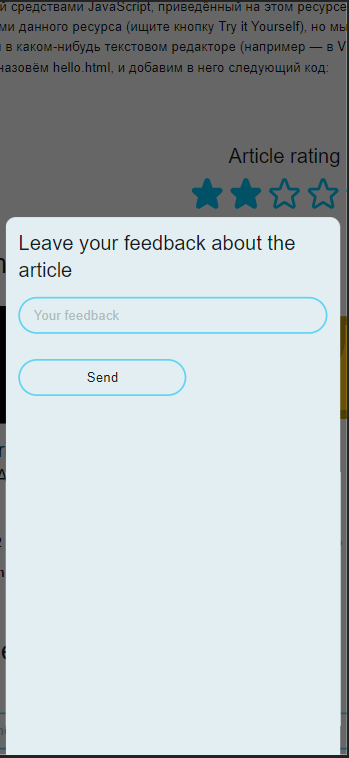 й средствами JavaScript, приведённый на этом ресурсе
ми данного ресурса (ищите кнопку Try it Yourself), но мы
в каком-нибудь текстовом редакторе (например — в V
назовём hello.html, и добавим в него следующий код:
Article rating
Leave your feedback about the
article
Your feedback
Send